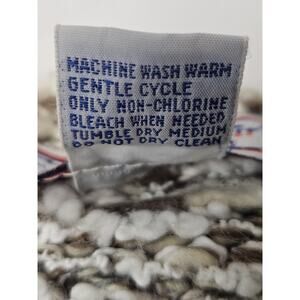 MACHINE WASH WARM
GENTLE CYCLE
ONLY NON-CHLORINE
BLEACH WHEN NEEDED
TUMBLE DRY MEDIUM
DO NOT DRY CLEAN